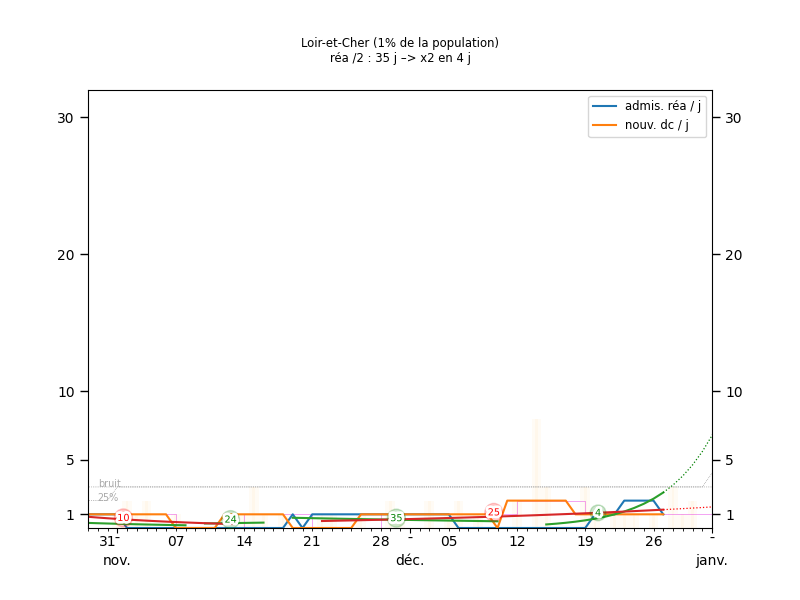 Loir-et-Cher (1% de la population)
réa /2 : 35 j –> x2 en 4 j
admis. réa / j
nouv. dc / j
30 30
20 20
10 10
5 5
bruit
25%
1 1
10 24 35 25 4
31 07 14 21 28 05 12 19 26
nov. déc. janv.